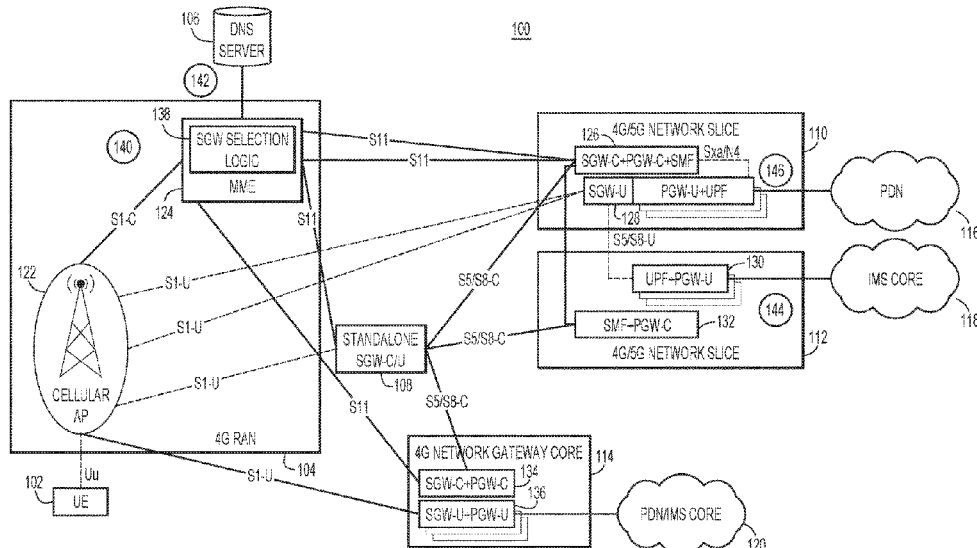 106
DNS
SERVER
100
142
138
140
SGW SELECTION
LOGIC
MME
124
S11
S11
S11
S1-C
4G/5G NETWORK SLICE
110
126
SGW-C+PGW-C+SMF
Sxa/N4
146
SGW-U
PGW-U+UPF
128
PDN
116
S5/S8-U
122
S1-U
S1-U
S1-U
S5/S8-C
S5/S8-C
UPF+PGW-U
130
IMS CORE
118
144
SMF+PGW-C
132
4G/5G NETWORK SLICE
112
STANDALONE
SGW-C/U
108
CELLULAR
AP
S11
S5/S8-C
4G RAN
104
Uu
102
UE
S1-U
4G NETWORK GATEWAY CORE
114
SGW-C+PGW-C
134
136
SGW-U+PGW-U
PDN/IMS CORE
120